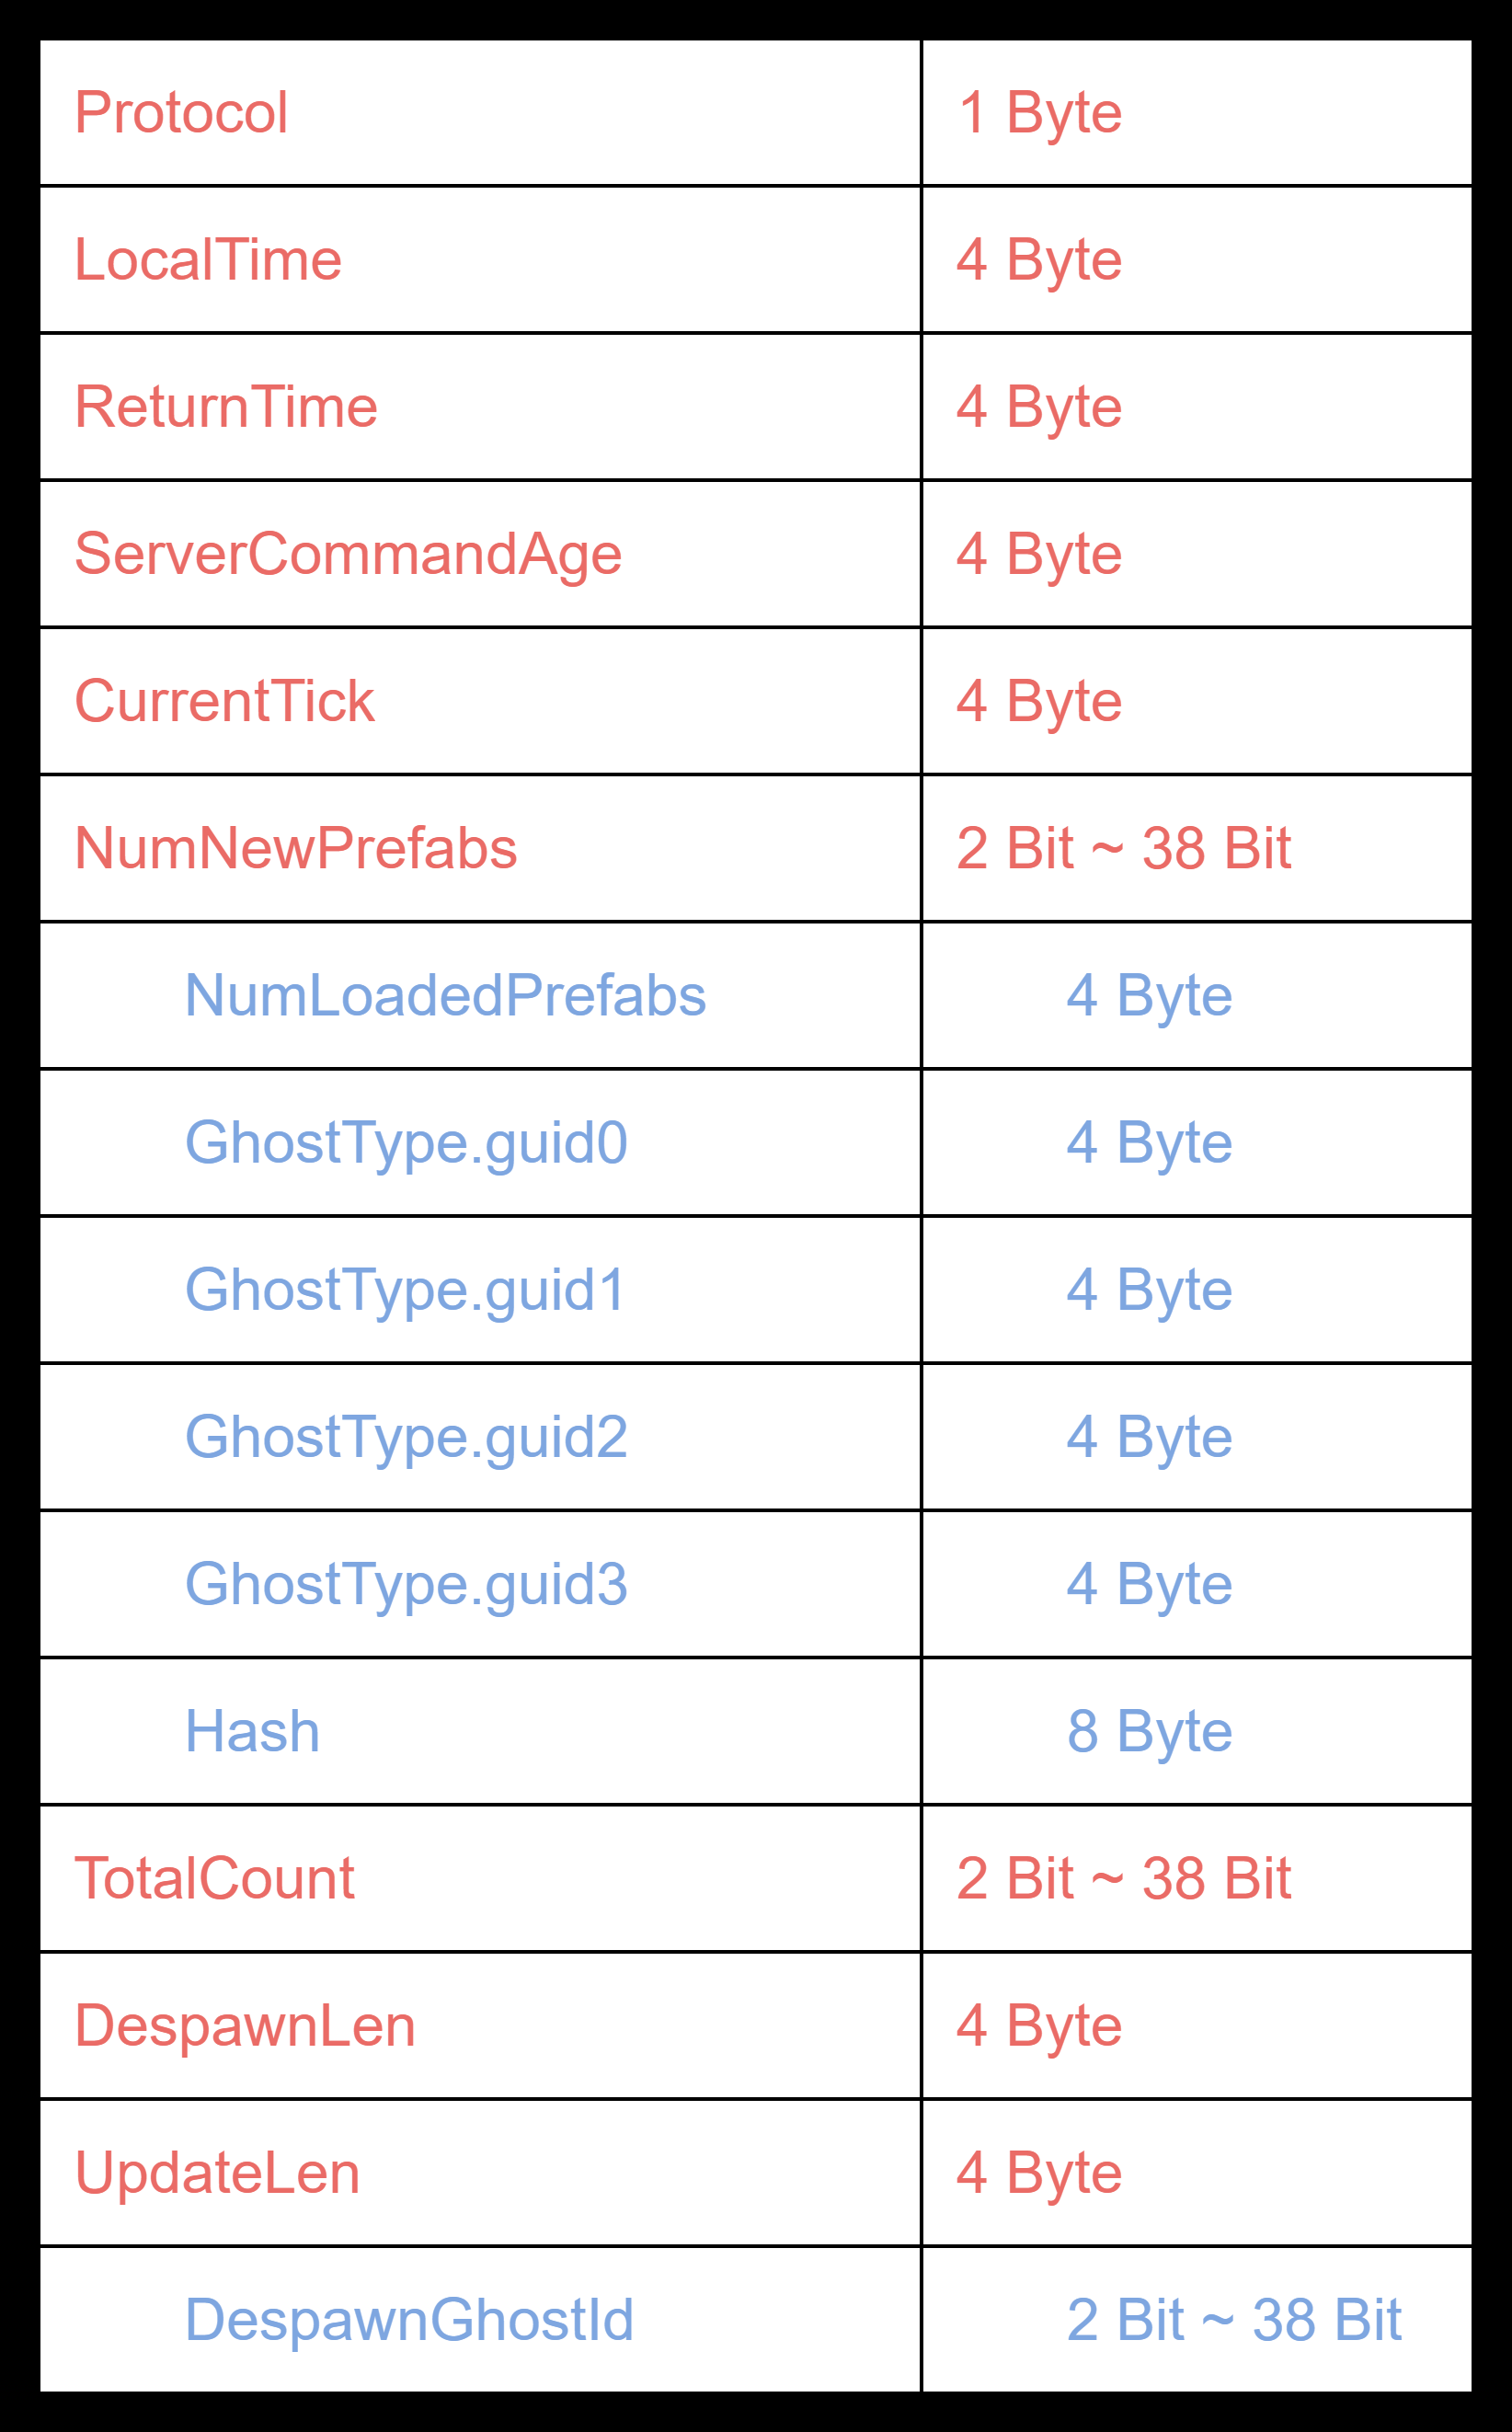 Protocol 1 Byte
LocalTime 4 Byte
ReturnTime 4 Byte
ServerCommandAge 4 Byte
CurrentTick 4 Byte
NumNewPrefabs 2 Bit ~ 38 Bit
NumLoadedPrefabs 4 Byte
GhostType.guid0 4 Byte
GhostType.guid1 4 Byte
GhostType.guid2 4 Byte
GhostType.guid3 4 Byte
Hash 8 Byte
TotalCount 2 Bit ~ 38 Bit
DespawnLen 4 Byte
UpdateLen 4 Byte
DespawnGhostId 2 Bit ~ 38 Bit